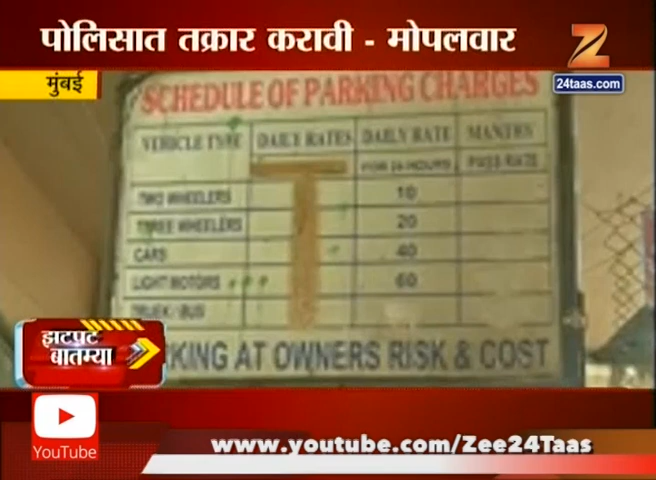 पोलिसात तक्रार करावी - मोपलवार
मुंबई
24taas.com
SCHEDULE OF PARKING CHARGES
VEHICLE TYPE DAILY RATES DAILY RATE
FOR 24 HOURS PASS RATE
TWO WHEELERS 10
THREE WHEELERS 20
CARS 40
LIGHT MOTORS 60
TRUCK/BUS
PARKING AT OWNERS RISK & COST
झटपट
बातम्या
YouTube
www.youtube.com/Zee24Taas